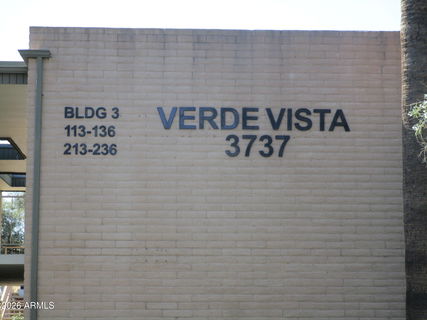 BLDG 3
113-136
213-236
VERDE VISTA
3737
2026 ARMLS